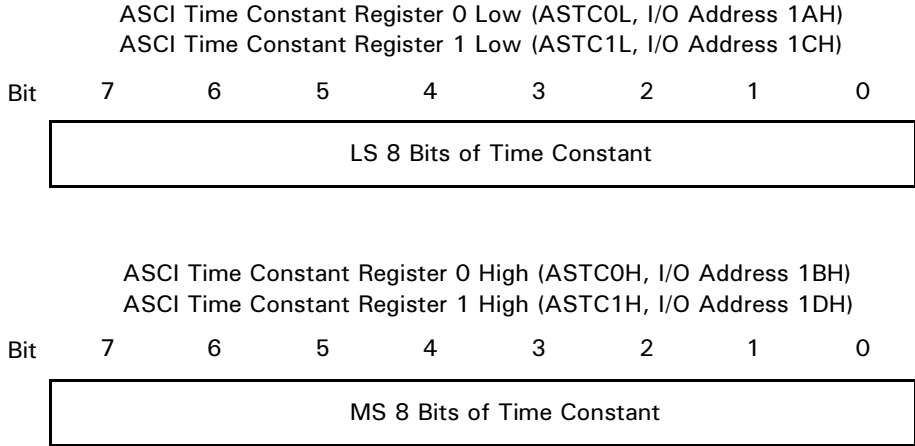 ASCI Time Constant Register 0 Low (ASTC0L, I/O Address 1AH)
ASCI Time Constant Register 1 Low (ASTC1L, I/O Address 1CH)
Bit 7 6 5 4 3 2 1 0
LS 8 Bits of Time Constant
ASCI Time Constant Register 0 High (ASTC0H, I/O Address 1BH)
ASCI Time Constant Register 1 High (ASTC1H, I/O Address 1DH)
Bit 7 6 5 4 3 2 1 0
MS 8 Bits of Time Constant